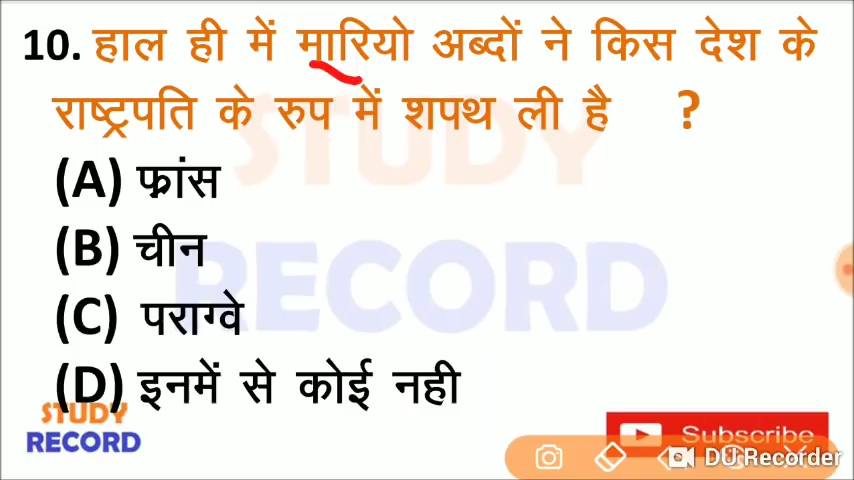 10. हाल ही में मारियो अब्दों ने किस देश के
राष्ट्रपति के रुप में शपथ ली है ?
(A) फ्रांस
(B) चीन
(C) पराग्वे
(D) इनमें से कोई नही
STUDY
RECORD
STUDY
RECORD
Subscribe
DU Recorder